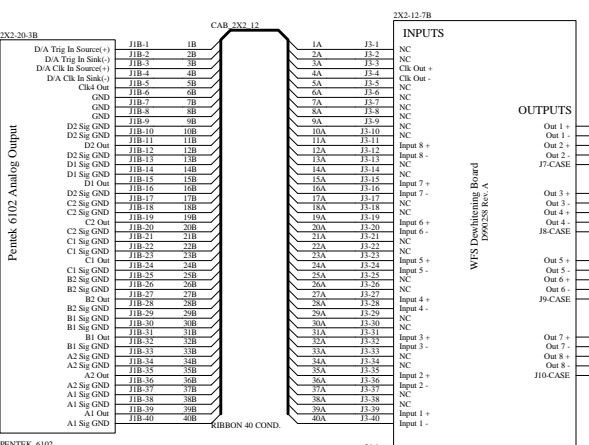 2X2-20-3B
CAB_2X2_12
2X2-12-7B
INPUTS
D/A Trig In Source(+) J1B-1 1B 1A J3-1 NC
D/A Trig In Sink(-) J1B-2 2B 2A J3-2 NC
D/A Clk In Source(+) J1B-3 3B 3A J3-3 Clk Out +
D/A Clk In Sink(-) J1B-4 4B 4A J3-4 Clk Out -
Clk4 Out J1B-5 5B 5A J3-5 NC
GND J1B-6 6B 6A J3-6 NC
GND J1B-7 7B 7A J3-7 NC
GND J1B-8 8B 8A J3-8 NC
D2 Sig GND J1B-9 9B 9A J3-9 NC
D2 Sig GND J1B-10 10B 10A J3-10 NC
D2 Out J1B-11 11B 11A J3-11 Input 8 +
D2 Sig GND J1B-12 12B 12A J3-12 Input 8 -
D1 Sig GND J1B-13 13B 13A J3-13 NC
D1 Sig GND J1B-14 14B 14A J3-14 NC
D1 Out J1B-15 15B 15A J3-15 Input 7 +
D2 Sig GND J1B-16 16B 16A J3-16 Input 7 -
C2 Sig GND J1B-17 17B 17A J3-17 NC
C2 Sig GND J1B-18 18B 18A J3-18 NC
C2 Out J1B-19 19B 19A J3-19 Input 6 +
C2 Sig GND J1B-20 20B 20A J3-20 Input 6 -
C1 Sig GND J1B-21 21B 21A J3-21 NC
C1 Sig GND J1B-22 22B 22A J3-22 NC
C1 Out J1B-23 23B 23A J3-23 Input 5 +
C1 Sig GND J1B-24 24B 24A J3-24 Input 5 -
B2 Sig GND J1B-25 25B 25A J3-25 NC
B2 Sig GND J1B-26 26B 26A J3-26 NC
B2 Out J1B-27 27B 27A J3-27 Input 4 +
B2 Sig GND J1B-28 28B 28A J3-28 Input 4 -
B1 Sig GND J1B-29 29B 29A J3-29 NC
B1 Sig GND J1B-30 30B 30A J3-30 NC
B1 Out J1B-31 31B 31A J3-31 Input 3 +
B1 Sig GND J1B-32 32B 32A J3-32 Input 3 -
A2 Sig GND J1B-33 33B 33A J3-33 NC
A2 Sig GND J1B-34 34B 34A J3-34 NC
A2 Out J1B-35 35B 35A J3-35 Input 2 +
A2 Sig GND J1B-36 36B 36A J3-36 Input 2 -
A1 Sig GND J1B-37 37B 37A J3-37 NC
A1 Sig GND J1B-38 38B 38A J3-38 NC
A1 Out J1B-39 39B 39A J3-39 Input 1 +
A1 Sig GND J1B-40 40B 40A J3-40 Input 1 -
Pentek 6102 Analog Output
RIBBON 40 COND.
WFS Dewhitening Board
D990258 Rev. A
OUTPUTS
Out 1 +
Out 1 -
Out 2 +
Out 2 -
J7-CASE
Out 3 +
Out 3 -
Out 4 +
Out 4 -
J8-CASE
Out 5 +
Out 5 -
Out 6 +
Out 6 -
J9-CASE
Out 7 +
Out 7 -
Out 8 +
Out 8 -
J10-CASE
PENTEK 6102